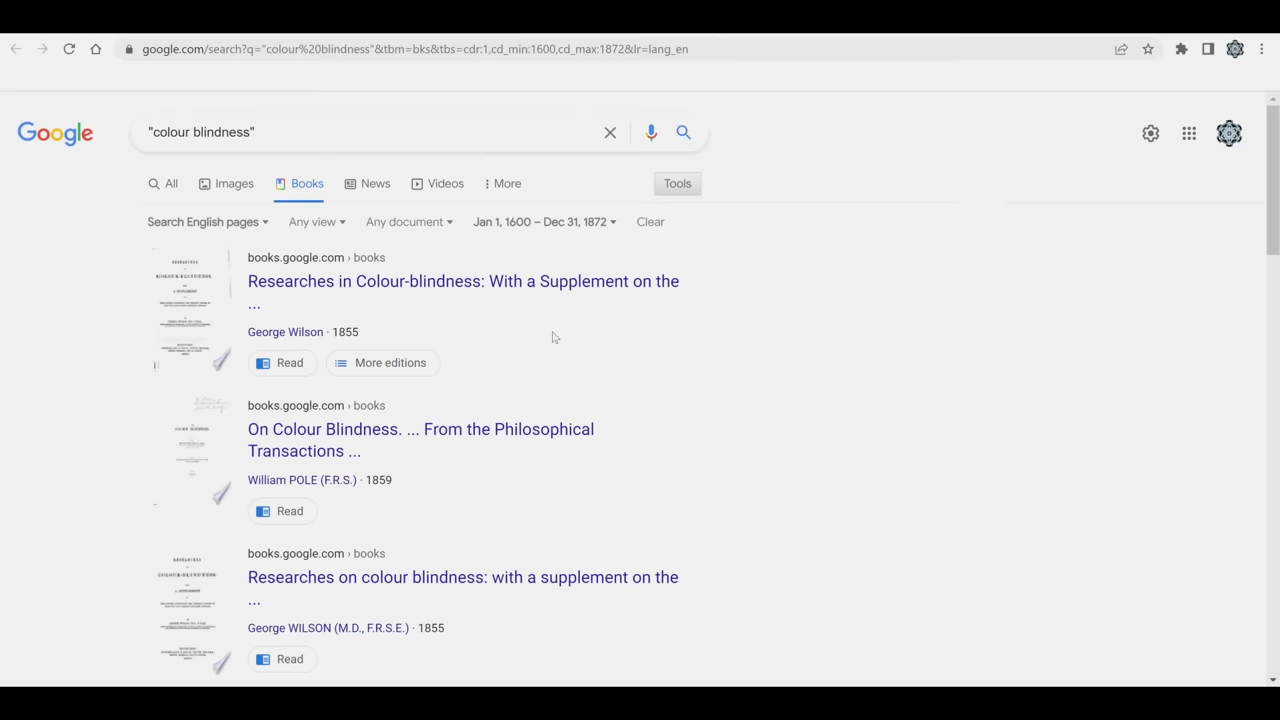 google.com/search?q="colour%20blindness"&tbm=bks&tbs=cdr:1,cd_min:1600,cd_max:1872&lr=lang_en
Google
"colour blindness"
All Images Books News Videos More Tools
Search English pages Any view Any document Jan 1, 1600 – Dec 31, 1872 Clear
books.google.com › books
Researches in Colour-blindness: With a Supplement on the
...
George Wilson · 1855
Read More editions
books.google.com › books
On Colour Blindness. ... From the Philosophical
Transactions ...
William POLE (F.R.S.) · 1859
Read
books.google.com › books
Researches on colour blindness: with a supplement on the
...
George WILSON (M.D., F.R.S.E.) · 1855
Read